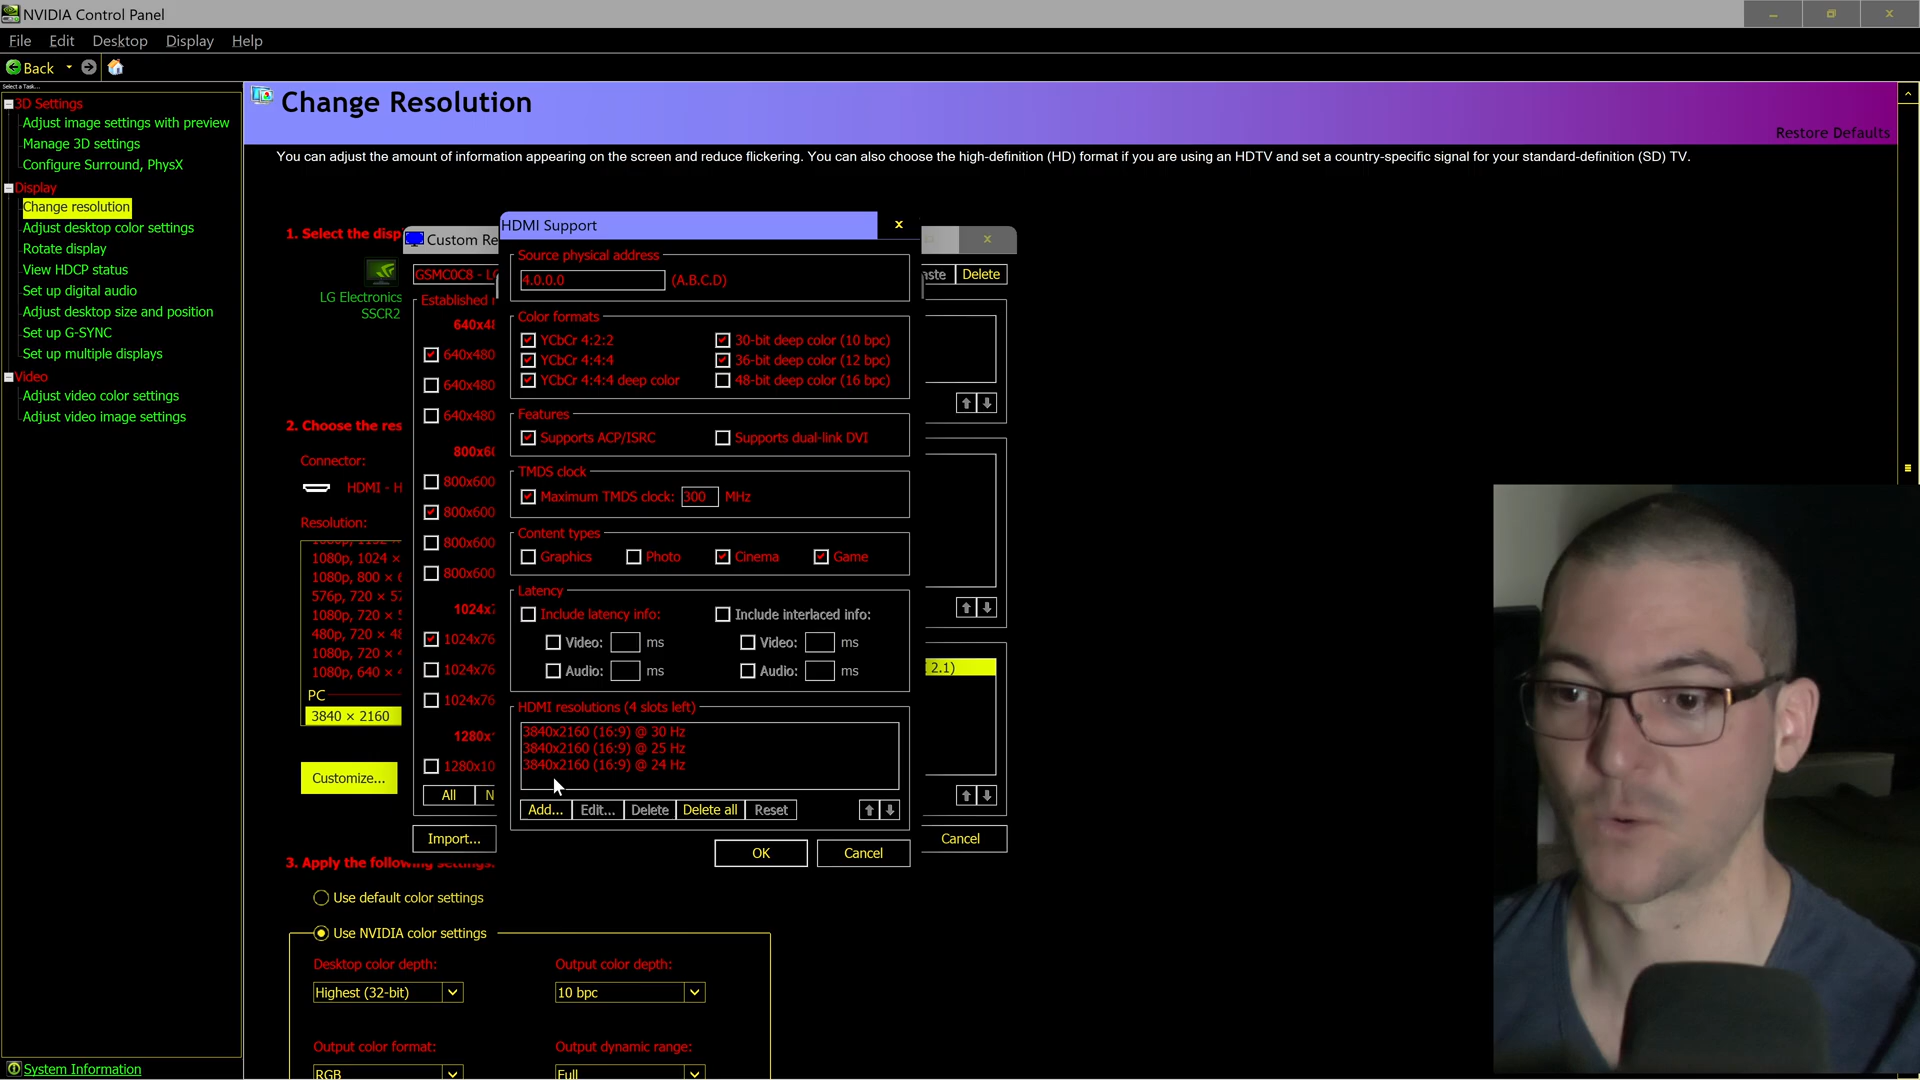 NVIDIA Control Panel
File Edit Desktop Display Help
Back
Select a Task...
3D Settings
Adjust image settings with preview
Manage 3D settings
Configure Surround, PhysX
Display
Change resolution
Adjust desktop color settings
Rotate display
View HDCP status
Set up digital audio
Adjust desktop size and position
Set up G-SYNC
Set up multiple displays
Video
Adjust video color settings
Adjust video image settings
System Information
Change Resolution
Restore Defaults
You can adjust the amount of information appearing on the screen and reduce flickering. You can also choose the high-definition (HD) format if you are using an HDTV and set a country-specific signal for your standard-definition (SD) TV.
1. Select the disp
LG Electronics
SSCR2
2. Choose the res
Connector:
HDMI - H
Resolution:
1080p, 1024 ×
1080p, 800 × 6
576p, 720 × 57
1080p, 720 × 5
480p, 720 × 48
1080p, 720 × 4
1080p, 640 × 4
PC
3840 × 2160
Customize...
3. Apply the following settings.
Use default color settings
Use NVIDIA color settings
Desktop color depth:
Highest (32-bit)
Output color depth:
10 bpc
Output color format:
RGB
Output dynamic range:
Full
Custom Re
GSMC0C8 - LG
aste
Delete
Established r
640x48
640x480
640x480
640x480
800x60
800x600
800x600
800x600
800x600
1024x7
1024x76
1024x76
1024x76
1280x1
1280x10
All
N
Import...
2.1)
Cancel
HDMI Support
Source physical address
4.0.0.0 (A.B.C.D)
Color formats
YCbCr 4:2:2
30-bit deep color (10 bpc)
YCbCr 4:4:4
36-bit deep color (12 bpc)
YCbCr 4:4:4 deep color
48-bit deep color (16 bpc)
Features
Supports ACP/ISRC
Supports dual-link DVI
TMDS clock
Maximum TMDS clock: 300 MHz
Content types
Graphics Photo Cinema Game
Latency
Include latency info:
Include interlaced info:
Video: ms
Video: ms
Audio: ms
Audio: ms
HDMI resolutions (4 slots left)
3840x2160 (16:9) @ 30 Hz
3840x2160 (16:9) @ 25 Hz
3840x2160 (16:9) @ 24 Hz
Add... Edit... Delete Delete all Reset
OK Cancel